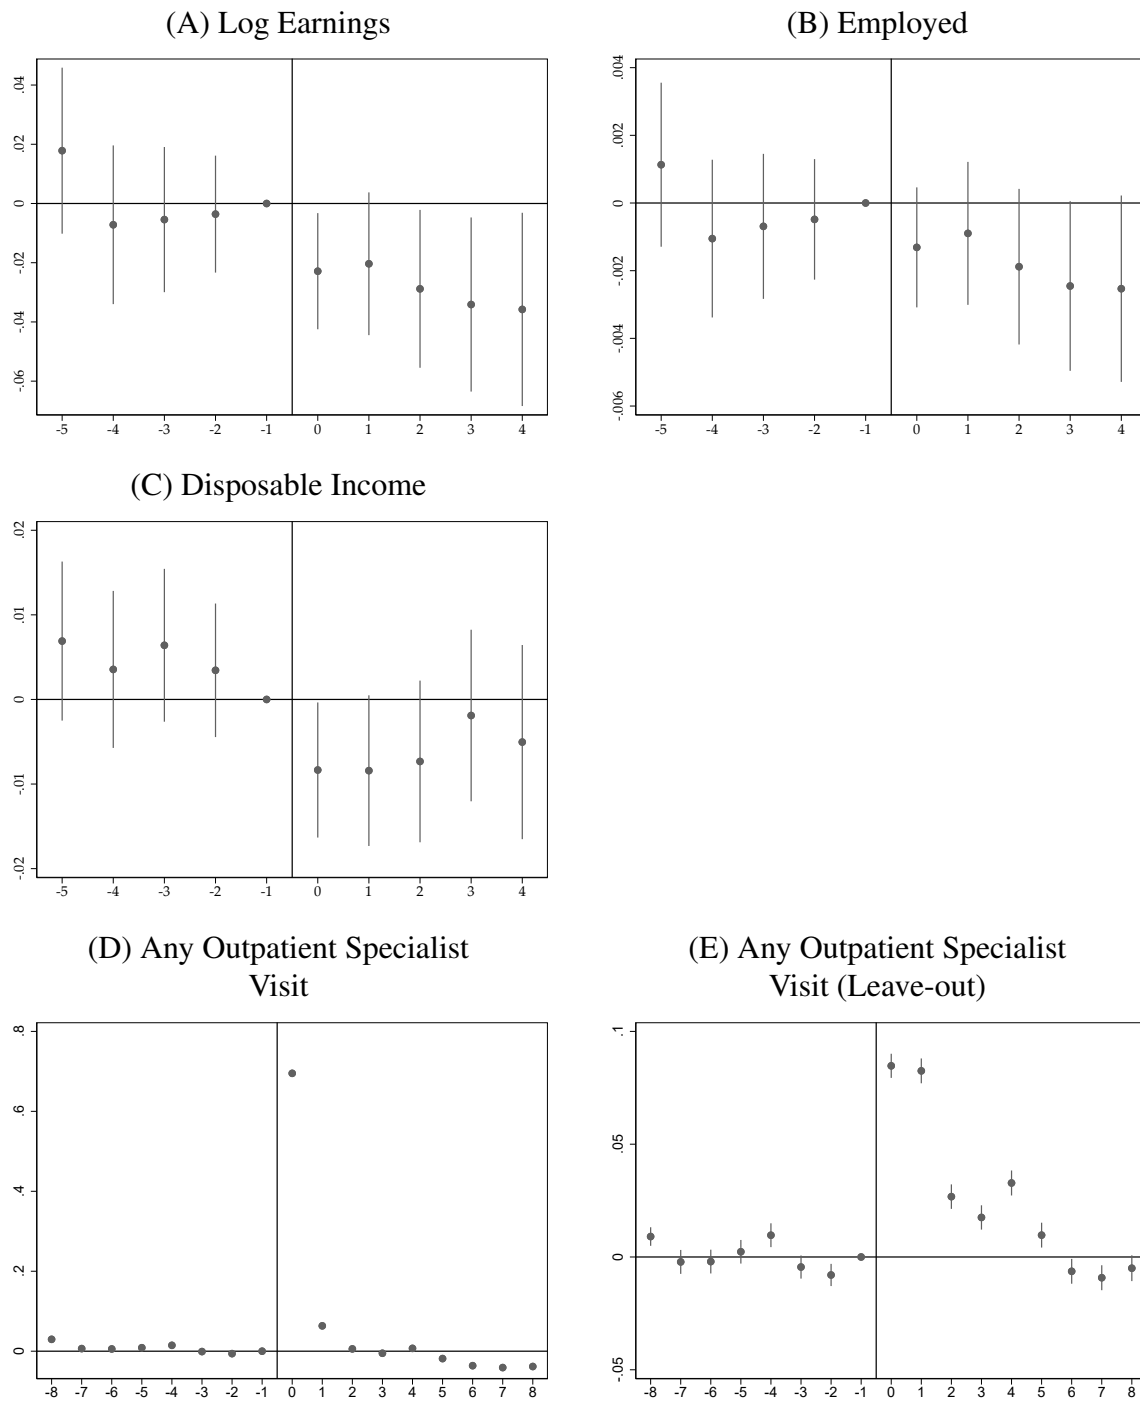 (A) Log Earnings
.04
.02
0
-.02
-.04
-.06
-5 -4 -3 -2 -1 0 1 2 3 4
(B) Employed
.004
.002
0
-.002
-.004
-.006
-5 -4 -3 -2 -1 0 1 2 3 4
(C) Disposable Income
.02
.01
0
-.01
-.02
-5 -4 -3 -2 -1 0 1 2 3 4
(D) Any Outpatient Specialist
Visit
.8
.6
.4
.2
0
-8 -7 -6 -5 -4 -3 -2 -1 0 1 2 3 4 5 6 7 8
(E) Any Outpatient Specialist
Visit (Leave-out)
.1
.05
0
-.05
-8 -7 -6 -5 -4 -3 -2 -1 0 1 2 3 4 5 6 7 8